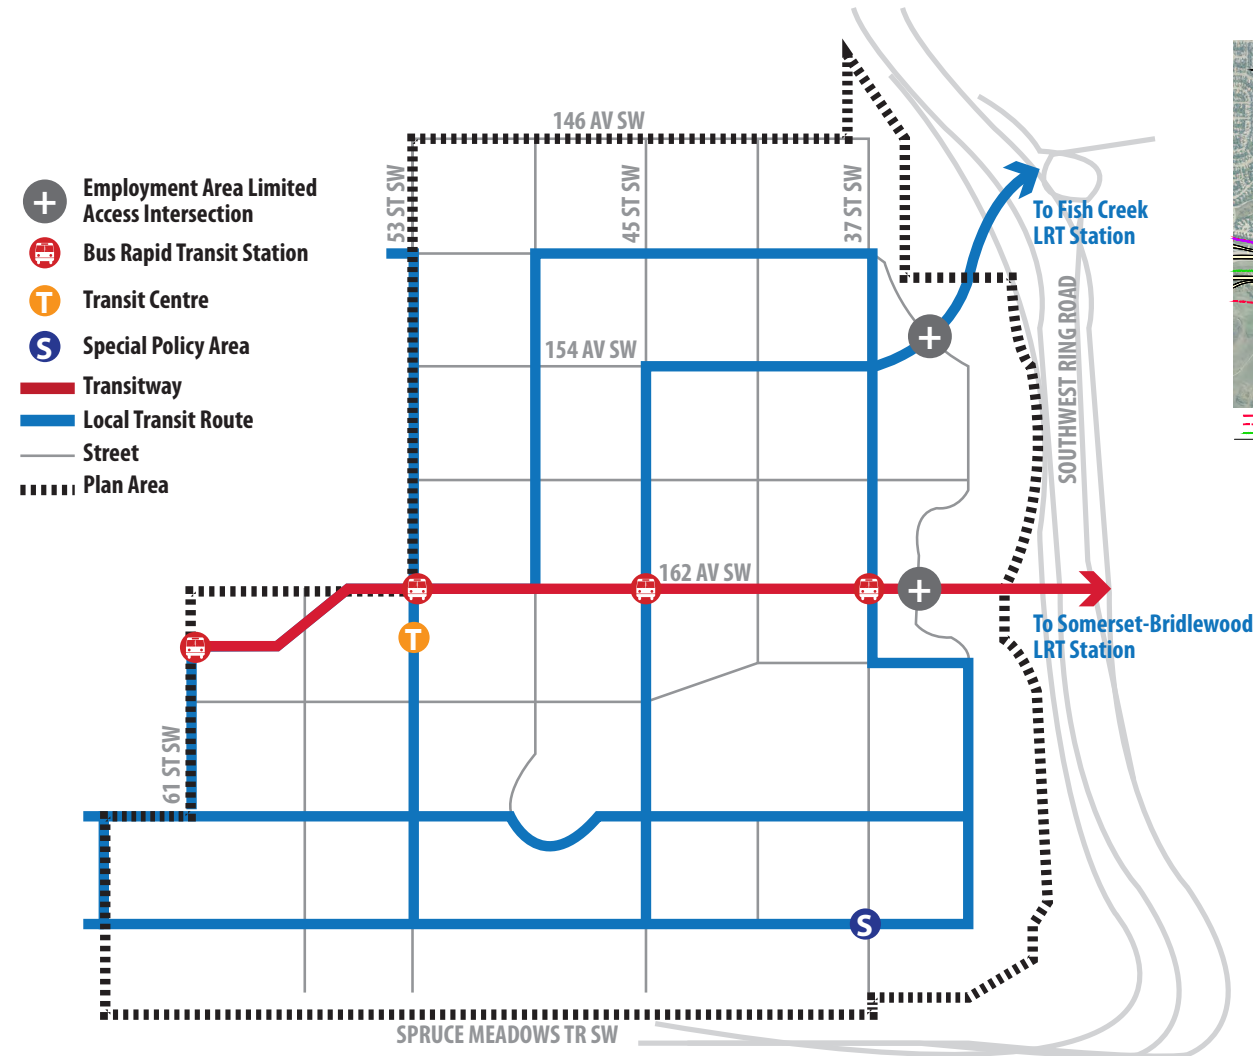 146 AV SW
53 ST SW
45 ST SW
37 ST SW
Employment Area Limited
Access Intersection
Bus Rapid Transit Station
T
Transit Centre
S
Special Policy Area
Transitway
Local Transit Route
Street
Plan Area
To Fish Creek
LRT Station
154 AV SW
SOUTHWEST RING ROAD
162 AV SW
To Somerset-Bridlewood
LRT Station
T
61 ST SW
S
SPRUCE MEADOWS TR SW